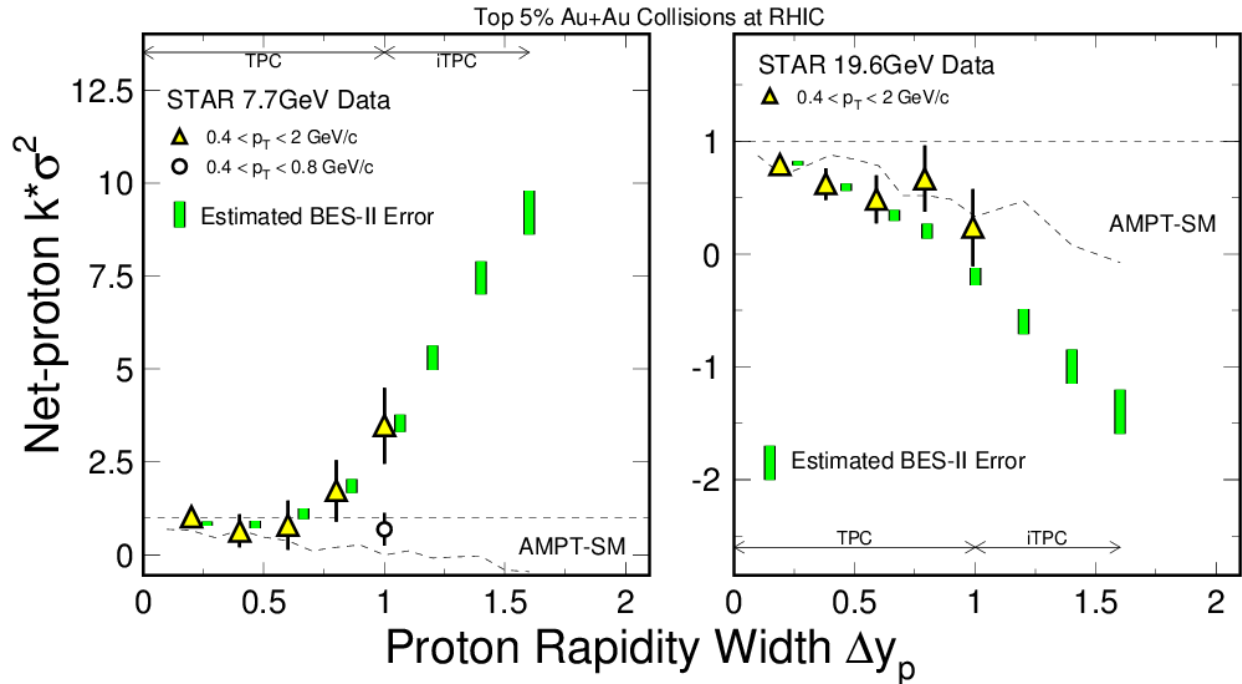 Top 5% Au+Au Collisions at RHIC
TPC
iTPC
STAR 7.7GeV Data
0.4 < p_T < 2 GeV/c
0.4 < p_T < 0.8 GeV/c
Estimated BES-II Error
AMPT-SM
12.5
10
7.5
5
2.5
0
0 0.5 1 1.5 2
Net-proton k*σ²
STAR 19.6GeV Data
0.4 < p_T < 2 GeV/c
AMPT-SM
Estimated BES-II Error
TPC
iTPC
1
0
-1
-2
0 0.5 1 1.5 2
Proton Rapidity Width Δy_p